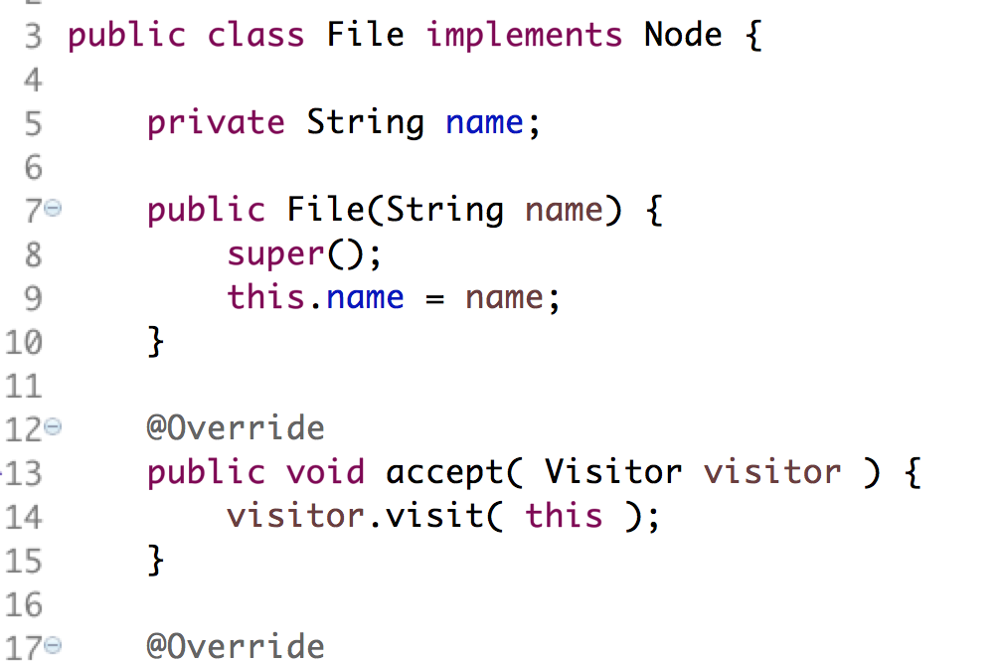 3 public class File implements Node {
4
5     private String name;
6
7     public File(String name) {
8         super();
9         this.name = name;
10     }
11
12     @Override
13     public void accept( Visitor visitor ) {
14         visitor.visit( this );
15     }
16
17     @Override